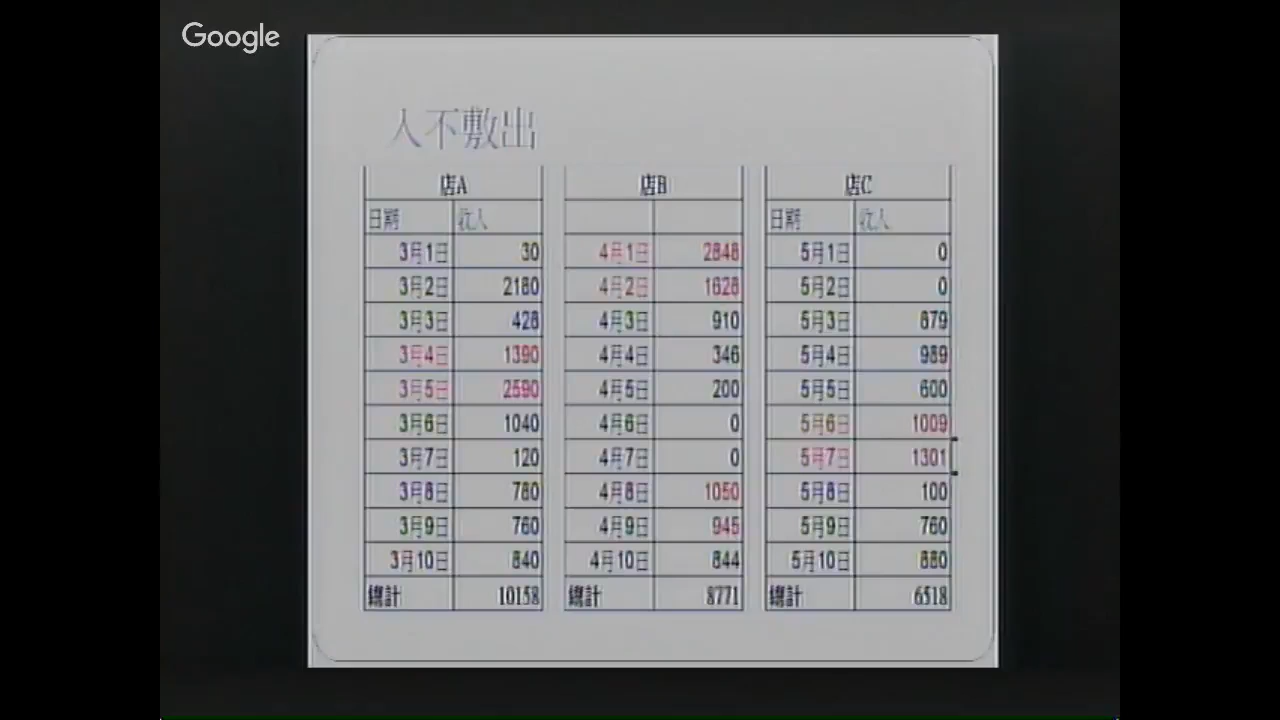 Google
入不敷出
店A 店B 店C
日期 收入 日期 收入
3月1日 30 4月1日 2848 5月1日 0
3月2日 2180 4月2日 1628 5月2日 0
3月3日 428 4月3日 910 5月3日 879
3月4日 1390 4月4日 346 5月4日 989
3月5日 2590 4月5日 200 5月5日 600
3月6日 1040 4月6日 0 5月6日 1009
3月7日 120 4月7日 0 5月7日 1301
3月8日 780 4月8日 1050 5月8日 100
3月9日 760 4月9日 945 5月9日 760
3月10日 840 4月10日 844 5月10日 880
總計 10158 總計 8771 總計 6518